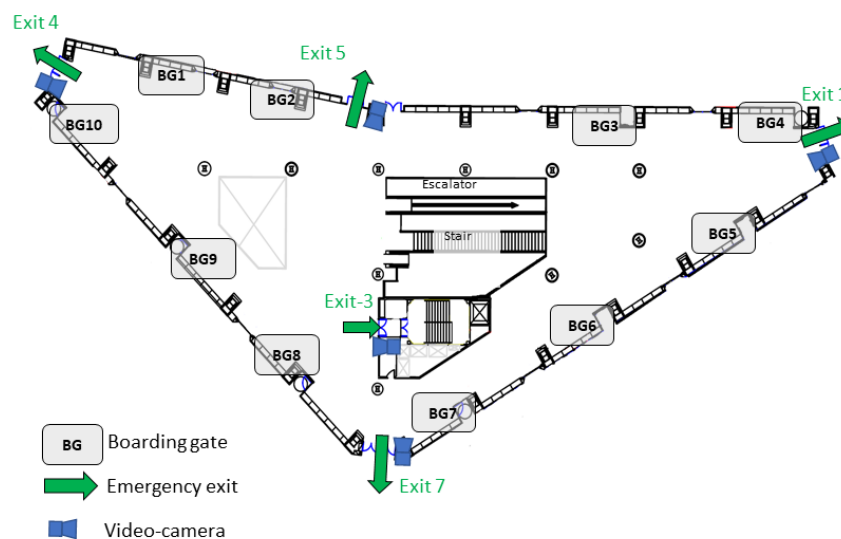 Exit 4
Exit 5
BG1
BG2
Exit 1
BG10
BG3
BG4
Escalator
Stair
BG5
BG9
Exit-3
BG6
BG8
BG7
BG
Boarding gate
Emergency exit
Exit 7
Video-camera